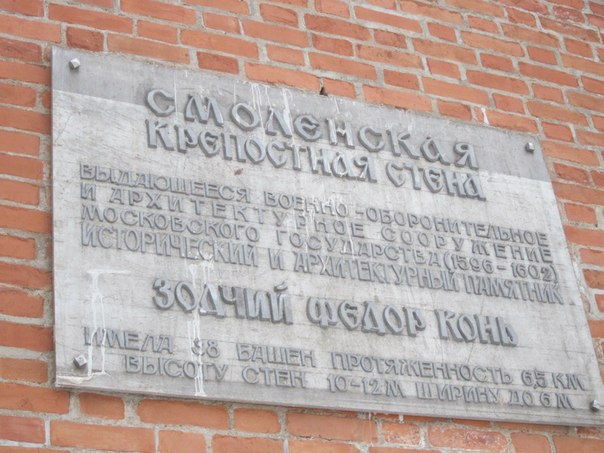 СМОЛЕНСКАЯ
КРЕПОСТНАЯ СТЕНА
ВЫДАЮЩЕЕСЯ ВОЕННО-ОБОРОНИТЕЛЬНОЕ
И АРХИТЕКТУРНОЕ СООРУЖЕНИЕ
МОСКОВСКОГО ГОСУДАРСТВА (1596-1602)
ИСТОРИЧЕСКИЙ И АРХИТЕКТУРНЫЙ ПАМЯТНИК
ЗОДЧИЙ ФЕДОР КОНЬ
ИМЕЛА 38 БАШЕН ПРОТЯЖЕННОСТЬ 6,5 КМ
ВЫСОТУ СТЕН 10-12 М ШИРИНУ ДО 6 М